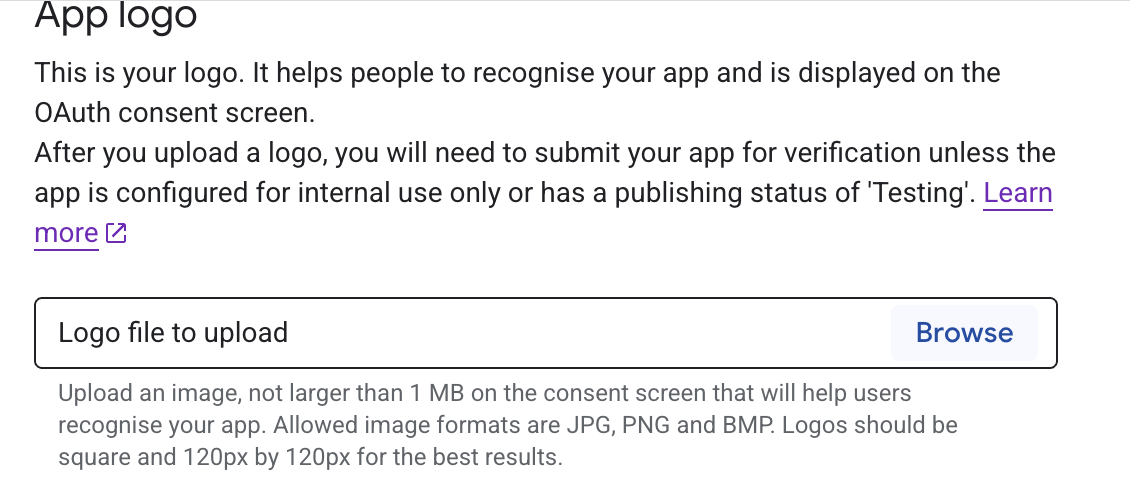 App logo
This is your logo. It helps people to recognise your app and is displayed on the
OAuth consent screen.
After you upload a logo, you will need to submit your app for verification unless the
app is configured for internal use only or has a publishing status of 'Testing'. Learn
more
Logo file to upload
Browse
Upload an image, not larger than 1 MB on the consent screen that will help users
recognise your app. Allowed image formats are JPG, PNG and BMP. Logos should be
square and 120px by 120px for the best results.